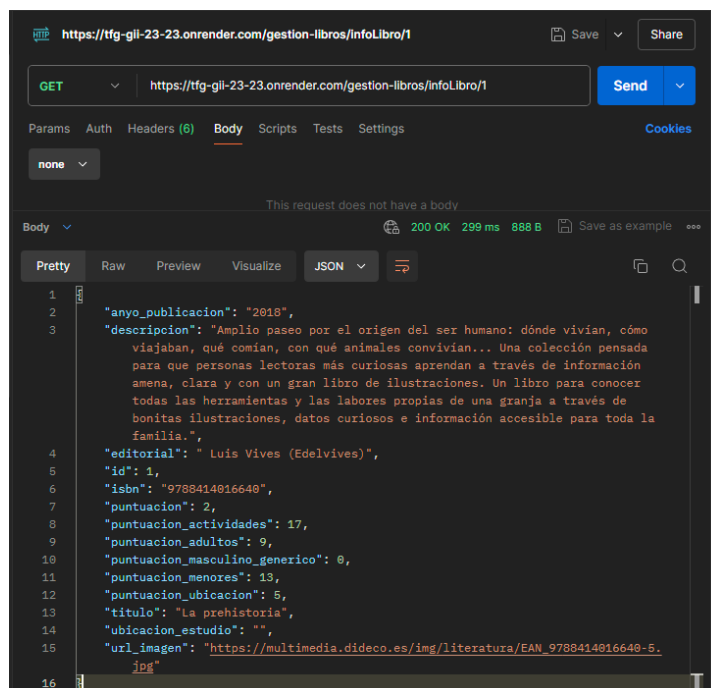 HTTP https://tfg-gii-23-23.onrender.com/gestion-libros/infoLibro/1 Save Share
GET https://tfg-gii-23-23.onrender.com/gestion-libros/infoLibro/1 Send
Params Auth Headers (6) Body Scripts Tests Settings Cookies
none
This request does not have a body
Body 200 OK 299 ms 888 B Save as example
Pretty Raw Preview Visualize JSON
1 {
2 "anyo_publicacion": "2018",
3 "descripcion": "Amplio paseo por el origen del ser humano: dónde vivían, cómo
viajaban, qué comían, con qué animales convivían... Una colección pensada
para que personas lectoras más curiosas aprendan a través de información
amena, clara y con un gran libro de ilustraciones. Un libro para conocer
todas las herramientas y las labores propias de una granja a través de
bonitas ilustraciones, datos curiosos e información accesible para toda la
familia.",
4 "editorial": " Luis Vives (Edelvives)",
5 "id": 1,
6 "isbn": "9788414016640",
7 "puntuacion": 2,
8 "puntuacion_actividades": 17,
9 "puntuacion_adultos": 9,
10 "puntuacion_masculino_generico": 0,
11 "puntuacion_menores": 13,
12 "puntuacion_ubicacion": 5,
13 "titulo": "La prehistoria",
14 "ubicacion_estudio": "",
15 "url_imagen": "https://multimedia.dideco.es/img/literatura/EAN_9788414016640-5.
jpg"
16 }